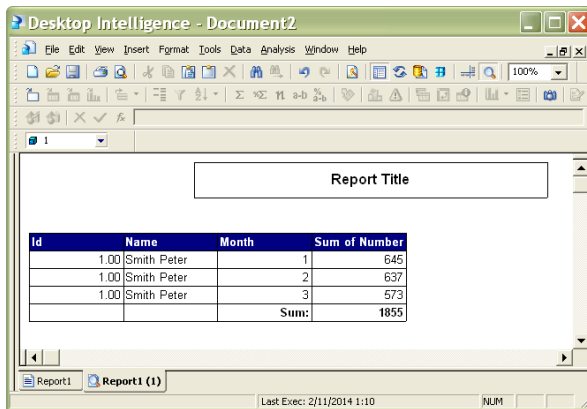 Desktop Intelligence - Document2
File Edit View Insert Format Tools Data Analysis Window Help
100%
Σ %Σ n a-b a-b
fx
1
Report Title
Id Name Month Sum of Number
1.00 Smith Peter 1 645
1.00 Smith Peter 2 637
1.00 Smith Peter 3 573
Sum: 1855
Report1 Report1 (1)
Last Exec: 2/11/2014 1:10 NUM